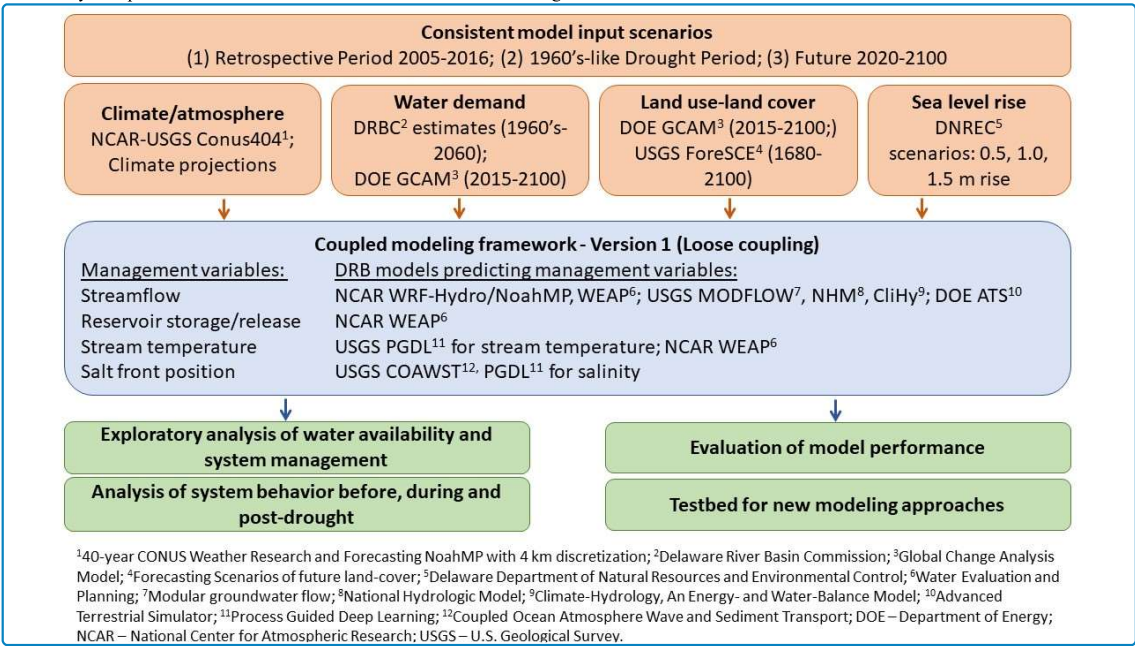 Consistent model input scenarios
(1) Retrospective Period 2005-2016; (2) 1960's-like Drought Period; (3) Future 2020-2100
Climate/atmosphere
NCAR-USGS Conus404¹;
Climate projections
Water demand
DRBC² estimates (1960's-
2060);
DOE GCAM³ (2015-2100)
Land use-land cover
DOE GCAM³ (2015-2100;)
USGS ForeSCE⁴ (1680-
2100)
Sea level rise
DNREC⁵
scenarios: 0.5, 1.0,
1.5 m rise
Coupled modeling framework - Version 1 (Loose coupling)
Management variables: DRB models predicting management variables:
Streamflow NCAR WRF-Hydro/NoahMP, WEAP⁶; USGS MODFLOW⁷, NHM⁸, CliHy⁹; DOE ATS¹⁰
Reservoir storage/release NCAR WEAP⁶
Stream temperature USGS PGDL¹¹ for stream temperature; NCAR WEAP⁶
Salt front position USGS COAWST¹², PGDL¹¹ for salinity
Exploratory analysis of water availability and
system management
Analysis of system behavior before, during and
post-drought
Evaluation of model performance
Testbed for new modeling approaches
¹40-year CONUS Weather Research and Forecasting NoahMP with 4 km discretization; ²Delaware River Basin Commission; ³Global Change Analysis
Model; ⁴Forecasting Scenarios of future land-cover; ⁵Delaware Department of Natural Resources and Environmental Control; ⁶Water Evaluation and
Planning; ⁷Modular groundwater flow; ⁸National Hydrologic Model; ⁹Climate-Hydrology, An Energy- and Water-Balance Model; ¹⁰Advanced
Terrestrial Simulator; ¹¹Process Guided Deep Learning; ¹²Coupled Ocean Atmosphere Wave and Sediment Transport; DOE – Department of Energy;
NCAR – National Center for Atmospheric Research; USGS – U.S. Geological Survey.